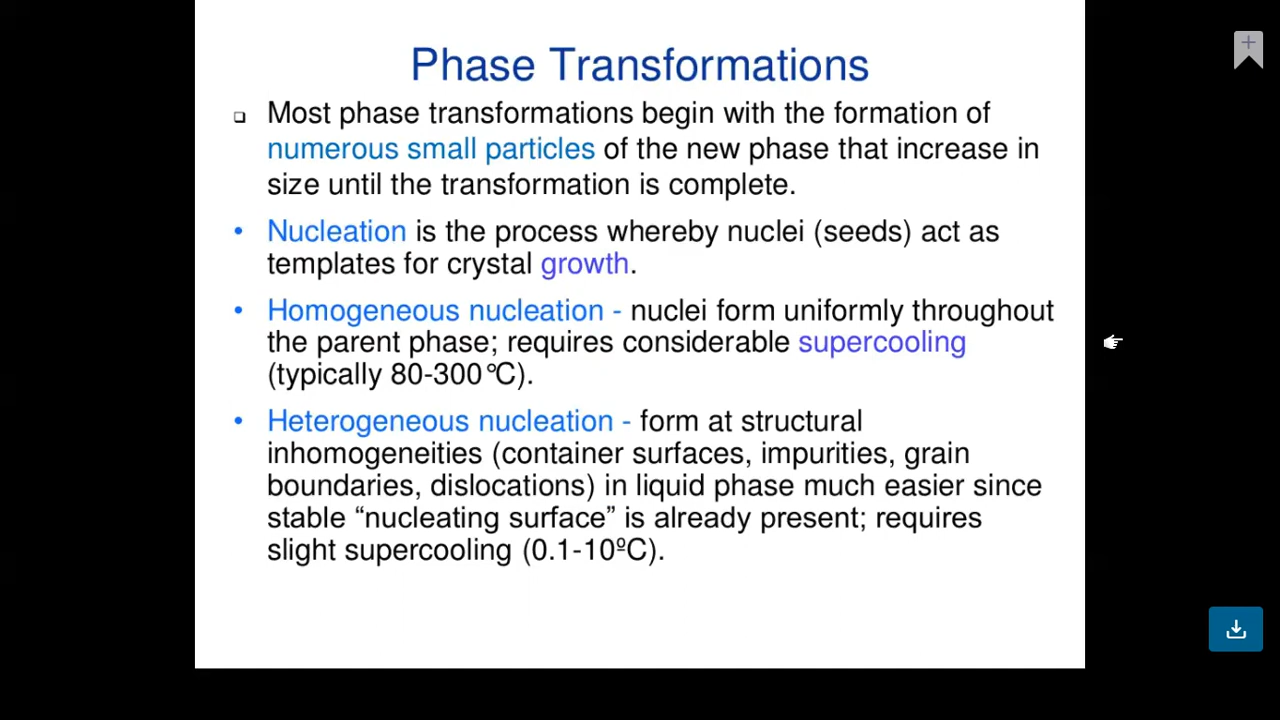 Phase Transformations
Most phase transformations begin with the formation of
numerous small particles of the new phase that increase in
size until the transformation is complete.
• Nucleation is the process whereby nuclei (seeds) act as
templates for crystal growth.
• Homogeneous nucleation - nuclei form uniformly throughout
the parent phase; requires considerable supercooling
(typically 80-300°C).
• Heterogeneous nucleation - form at structural
inhomogeneities (container surfaces, impurities, grain
boundaries, dislocations) in liquid phase much easier since
stable “nucleating surface” is already present; requires
slight supercooling (0.1-10ºC).